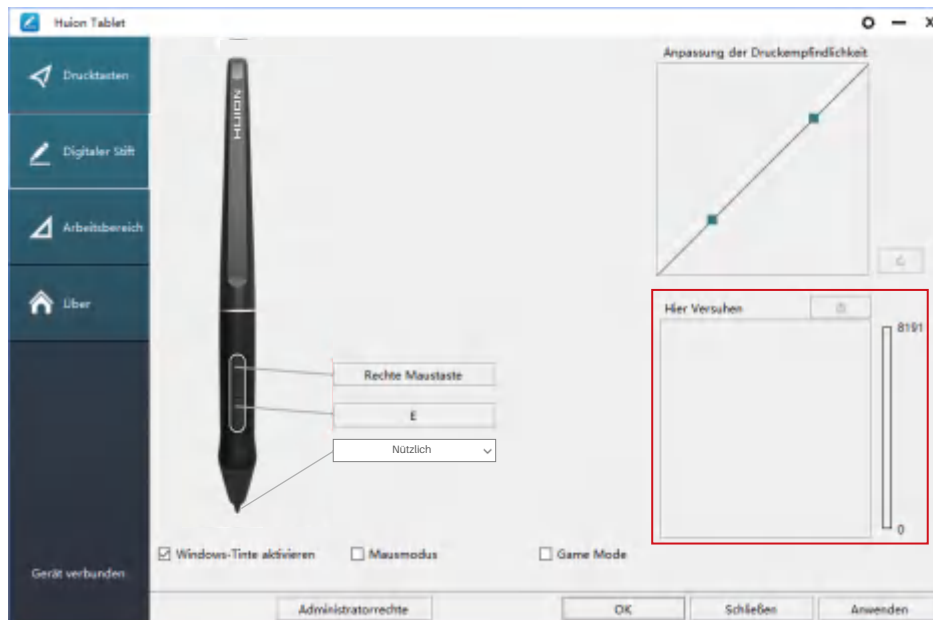 Huion Tablet
Drucktasten
Digitaler Stift
Arbeitsbereich
Über
Gerät verbunden
HUION
Rechte Maustaste
E
Nützlich
Anpassung der Druckempfindlichkeit
Hier Versuhen
8191
0
Windows-Tinte aktivieren
Mausmodus
Game Mode
Administratorrechte
OK
Schließen
Anwenden